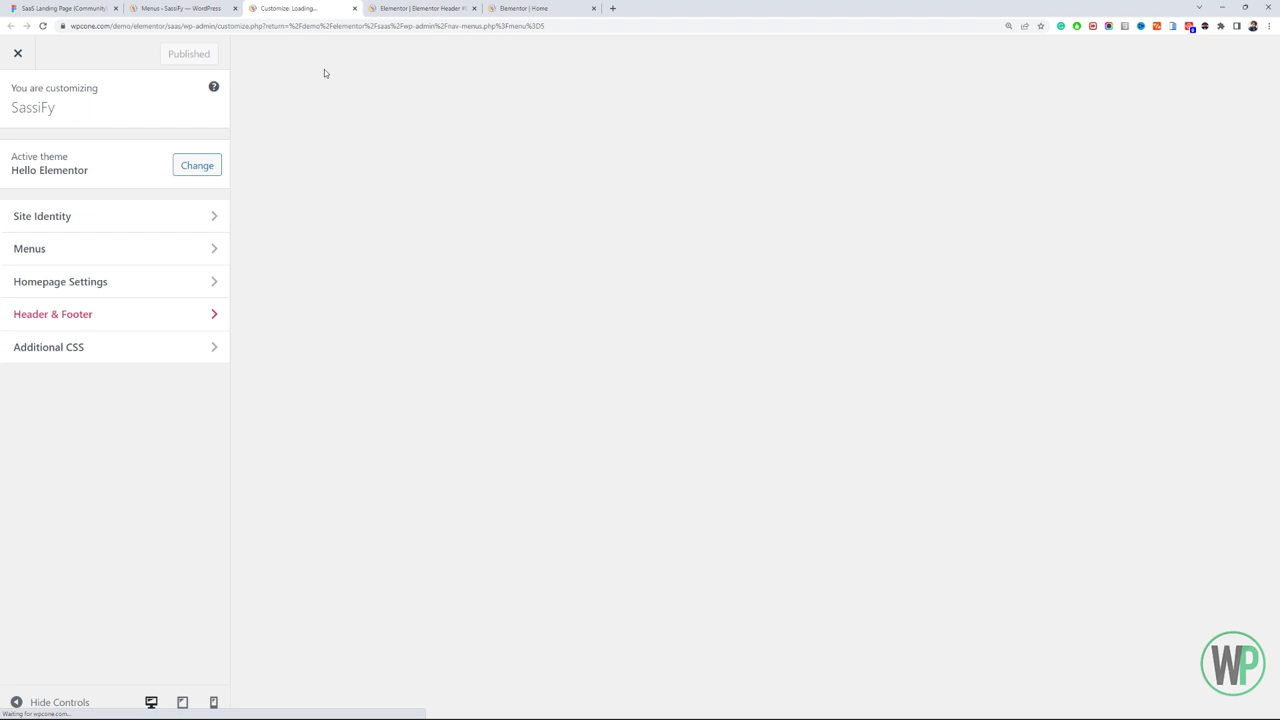 SaaS Landing Page (Community)
Menus ‹ SassiFy — WordPress
Customize: Loading...
Elementor | Elementor Header #
Elementor | Home
wpcone.com/demo/elementor/saas/wp-admin/customize.php?return=%2Fdemo%2Felementor%2Fsaas%2Fwp-admin%2Fnav-menus.php%3Fmenu%3D5
Published
You are customizing
SassiFy
Active theme
Hello Elementor
Change
Site Identity
Menus
Homepage Settings
Header & Footer
Additional CSS
Hide Controls
Waiting for wpcone.com...
WP